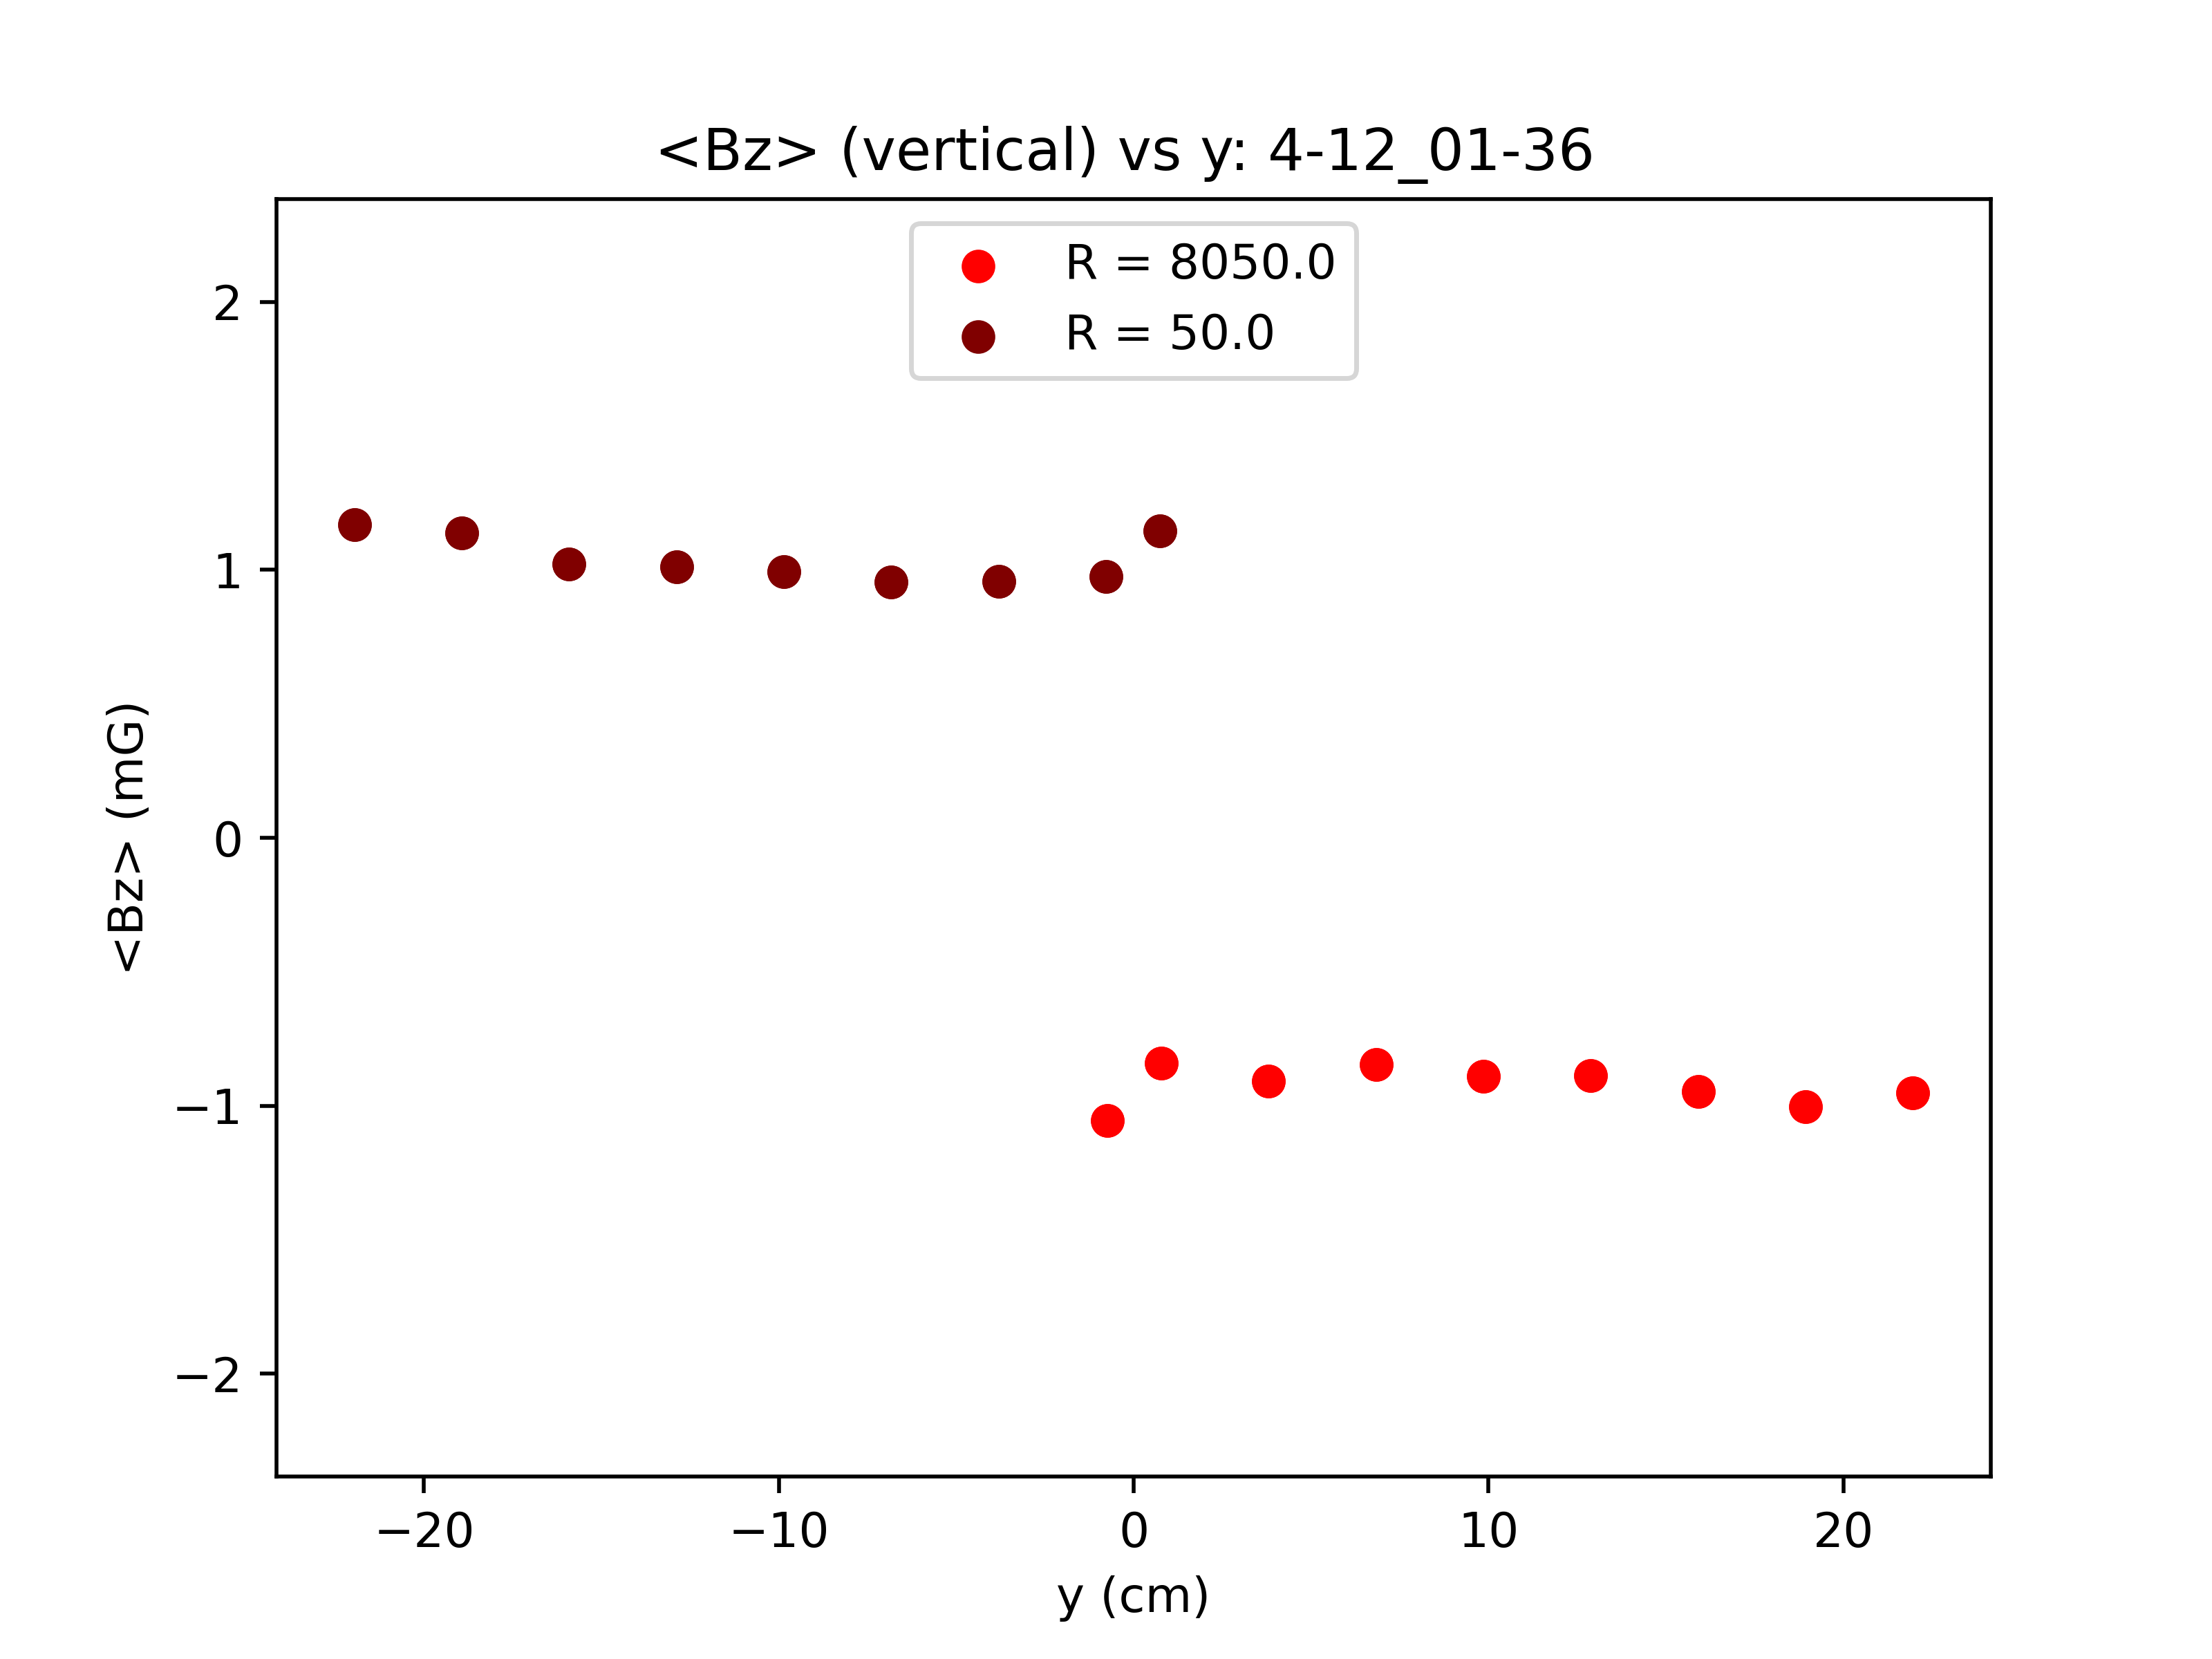 <Bz> (vertical) vs y: 4-12_01-36
R = 8050.0
R = 50.0
2
1
0
−1
−2
<Bz> (mG)
−20
−10
0
10
20
y (cm)